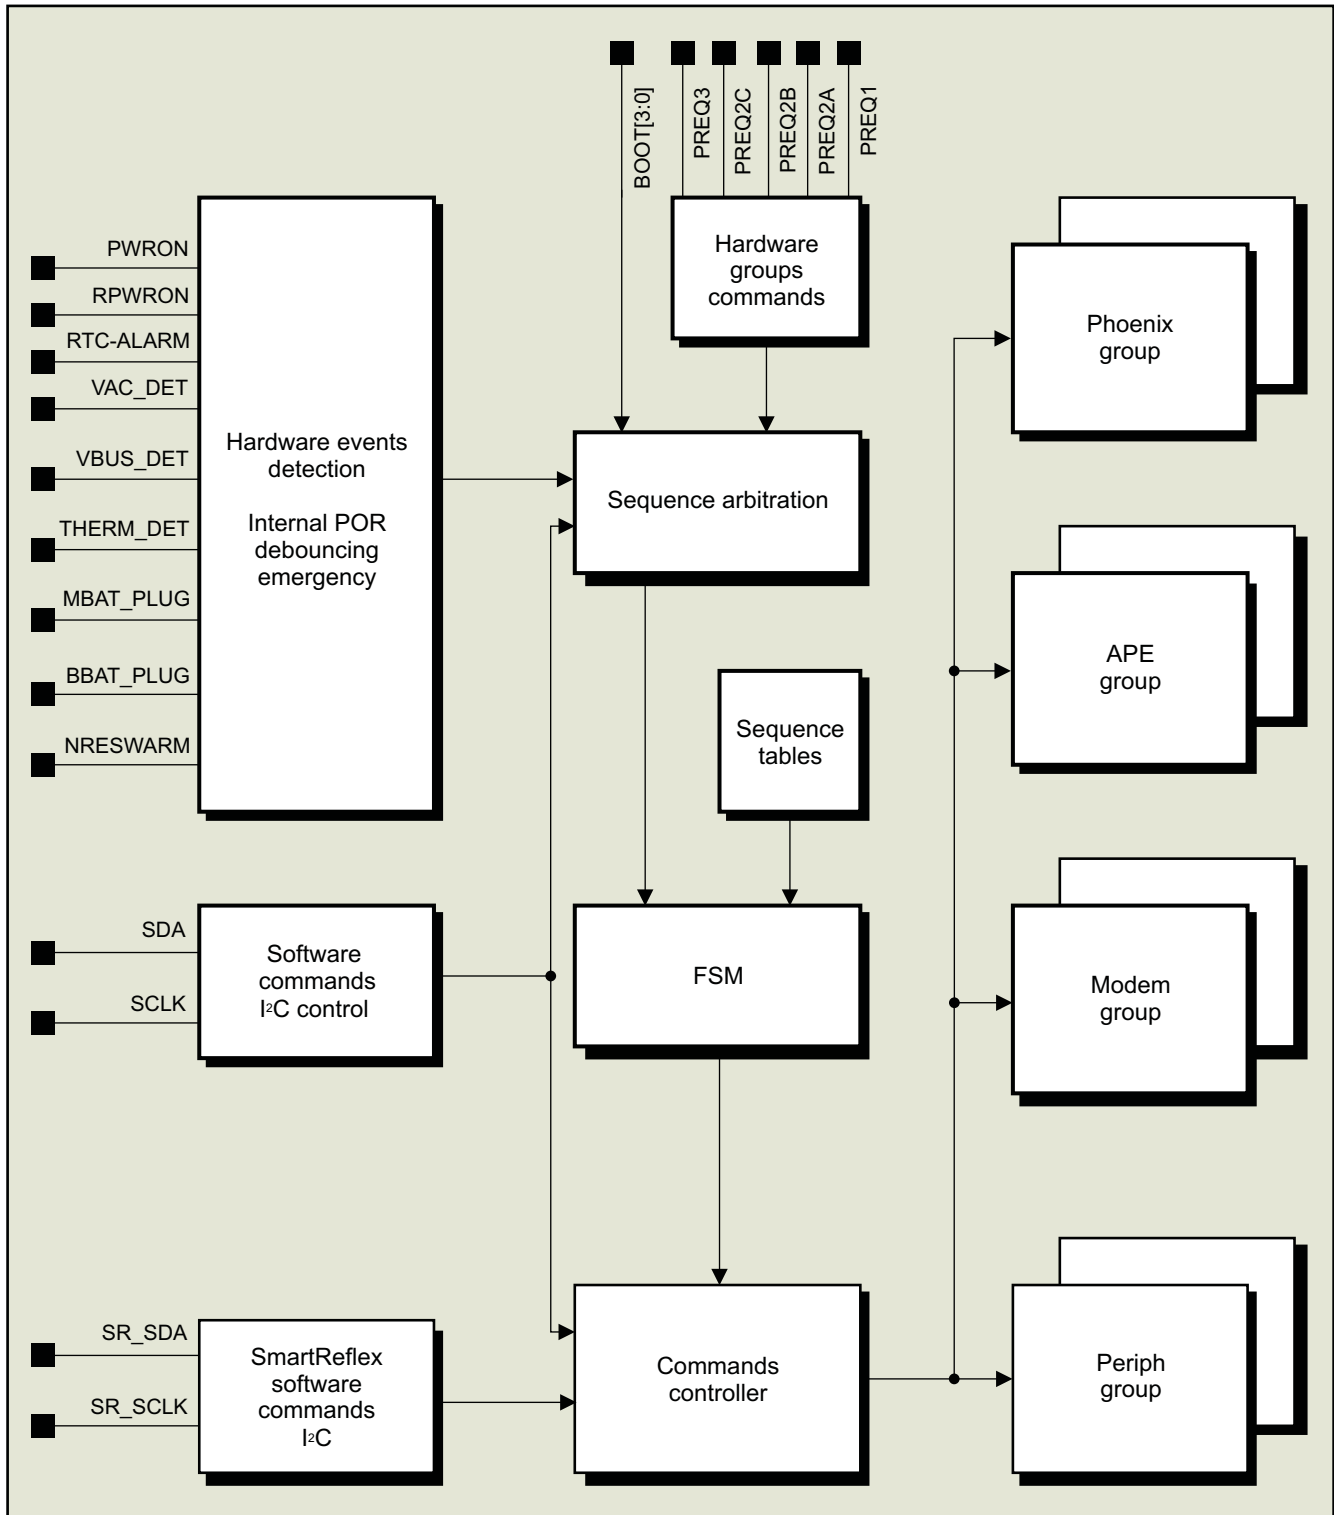 BOOT[3:0]
PREQ3
PREQ2C
PREQ2B
PREQ2A
PREQ1
PWRON
RPWRON
RTC-ALARM
VAC_DET
VBUS_DET
THERM_DET
MBAT_PLUG
BBAT_PLUG
NRESWARM
Hardware events
detection
Internal POR
debouncing
emergency
Hardware
groups
commands
Sequence arbitration
Sequence
tables
Phoenix
group
APE
group
SDA
SCLK
Software
commands
I²C control
FSM
Modem
group
SR_SDA
SR_SCLK
SmartReflex
software
commands
I²C
Commands
controller
Periph
group